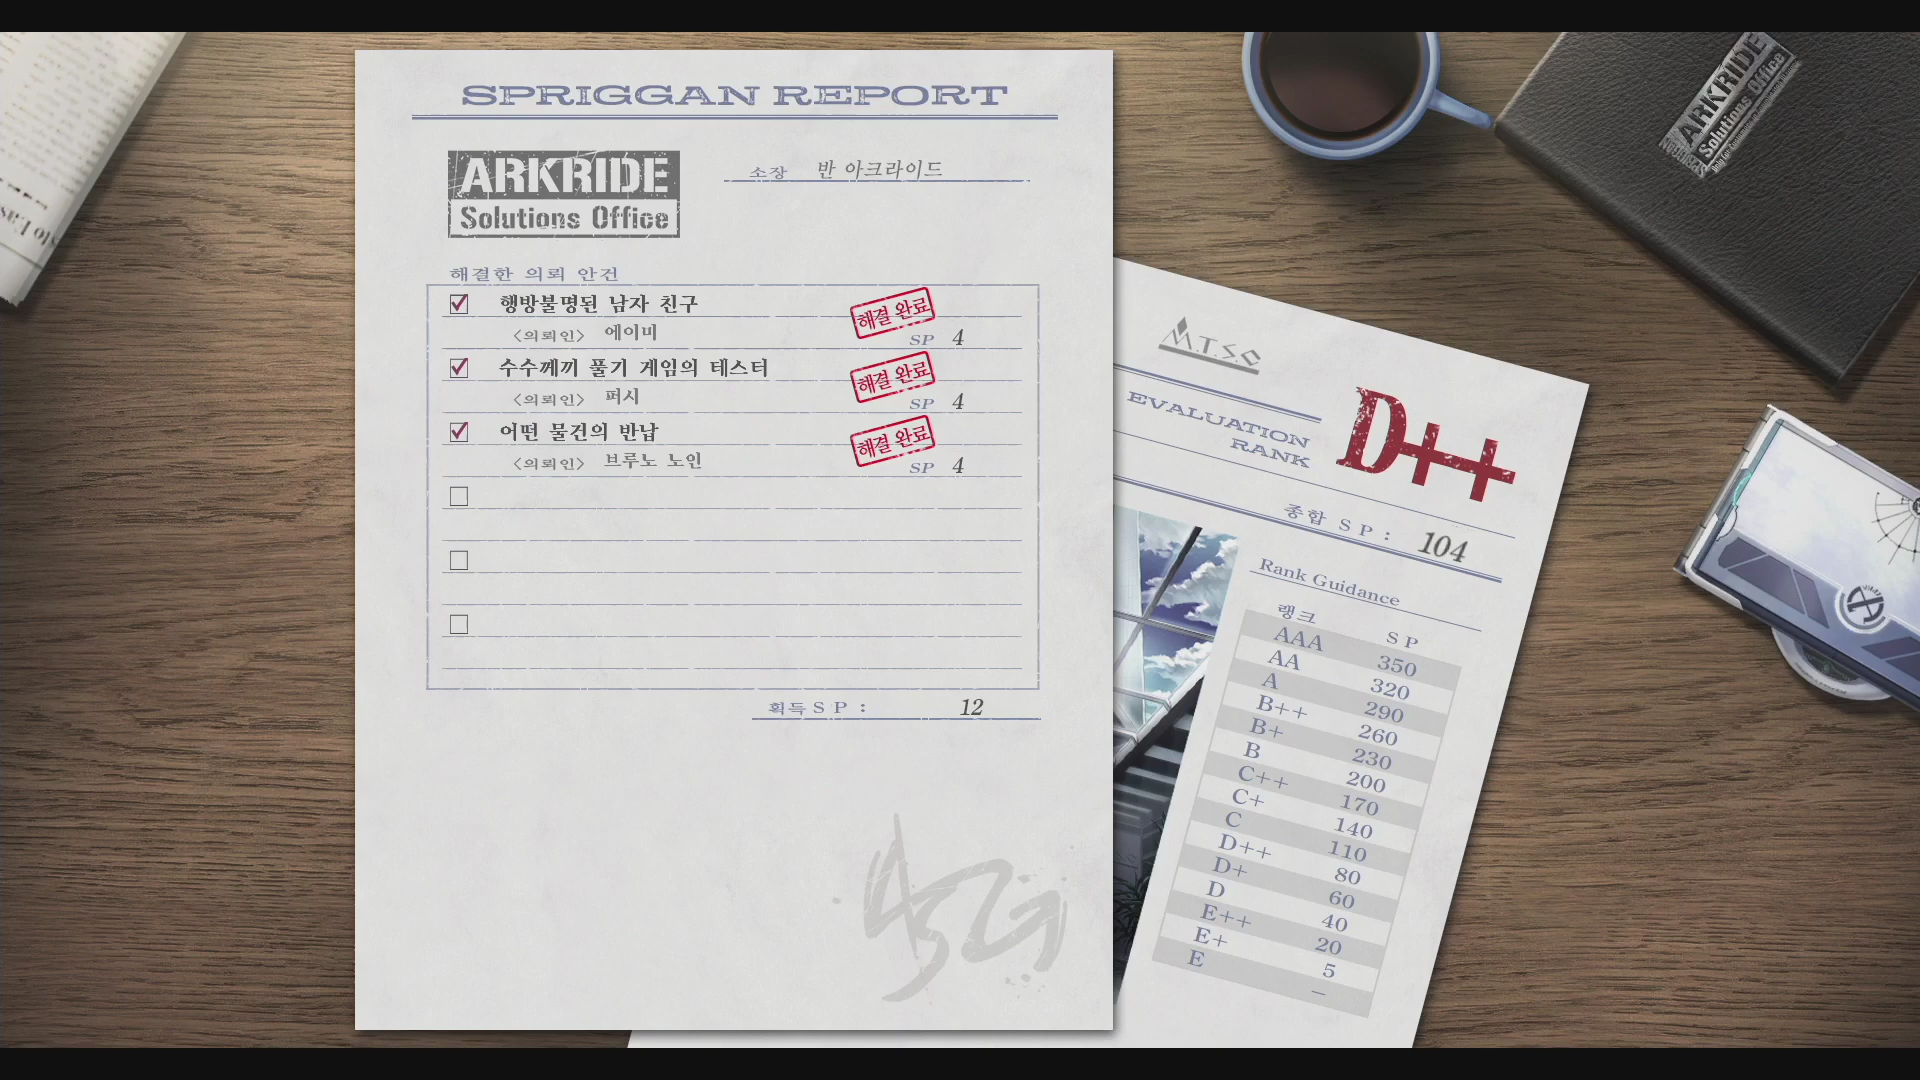 SPRIGGAN REPORT
ARKRIDE
Solutions Office
소장 반 아크라이드
해결한 의뢰 안건
행방불명된 남자 친구
해결 완료
<의뢰인> 에이미
SP 4
수수께끼 풀기 게임의 테스터
해결 완료
<의뢰인> 퍼시
SP 4
어떤 물건의 반납
해결 완료
<의뢰인> 브루노 노인
SP 4
획득 SP : 12
M.T.S.C
EVALUATION
RANK
D++
종합 SP : 104
Rank Guidance
랭크 SP
AAA 350
AA 320
A 290
B++ 260
B+ 230
B 200
C++ 170
C+ 140
C 110
D++ 80
D+ 60
D 40
E++ 20
E+ 5
E –
ARKRIDE
Solutions Office